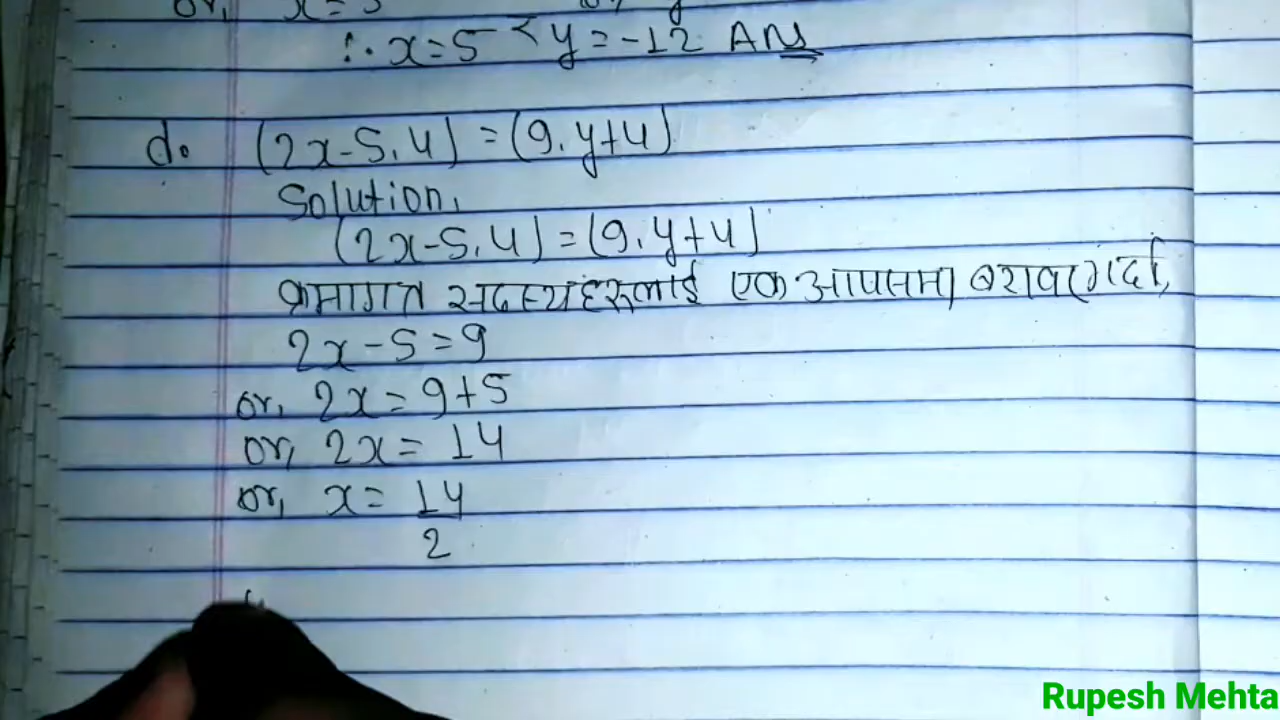 or, x=5
∴ x=5 < y=-12 Ans
d. (2x-5,4)=(9,y+4)
Solution,
(2x-5,4)=(9,y+4)
क्रमागत सदस्यहरूलाई एक आपसमा बराबर गर्दा,
2x-5=9
or, 2x=9+5
or, 2x=14
or, x=14/2
Rupesh Mehta